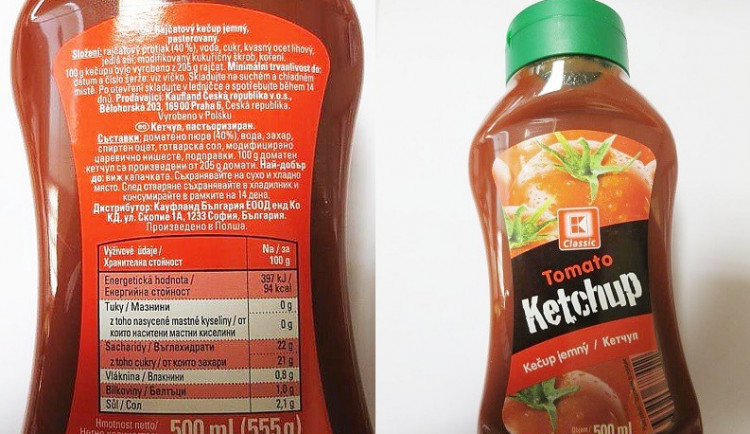 Rajčatový kečup jemný,
pasterovaný.
Složení: rajčatový protlak (40 %), voda, cukr, kvasný ocet lihový,
jedlá sůl, modifikovaný kukuřičný škrob, koření.
100 g kečupu bylo vyrobeno z 205 g rajčat. Minimální trvanlivost do:
datum a číslo šarže: viz víčko. Skladujte na suchém a chladném
místě. Po otevření skladujte v ledničce a spotřebujte během 14
dnů. Prodávající: Kaufland Česká republika v.o.s.,
Bělohorská 203, 169 00 Praha 6, Česká republika.
Vyrobeno v Polsku
BG Кетчуп, пастьоризиран.
Съставки: доматено пюре (40%), вода, захар,
спиртен оцет, готварска сол, модифицирано
царевично нишесте, подправки. 100 g доматен
кетчуп са произведени от 205 g домати. Най-добър
до: виж капачката. Съхранявайте на сухо и хладно
място. След отваряне съхранявайте в хладилник и
консумирайте в рамките на 14 дена.
Дистрибутор: Кауфланд България ЕООД енд Ко
КД, ул. Скопие 1А, 1233 София, България.
Произведено в Полша.
Výživové údaje /
Хранителна стойност
Na / за
100 g
Energetická hodnota /
Енергийна стойност
397 kJ /
94 kcal
Tuky / Мазнини 0 g
z toho nasycené mastné kyseliny / от
които наситени мастни киселини 0 g
Sacharidy / Въглехидрати 22 g
z toho cukry / от които захари 21 g
Vláknina / Влакнини 0,8 g
Bílkoviny / Белтъци 1,0 g
Sůl / Сол 2,1 g
Hmotnost netto/
Нетно
500 ml (555g)
K
Classic
Tomato
Ketchup
Kečup jemný / Кетчуп
500 ml